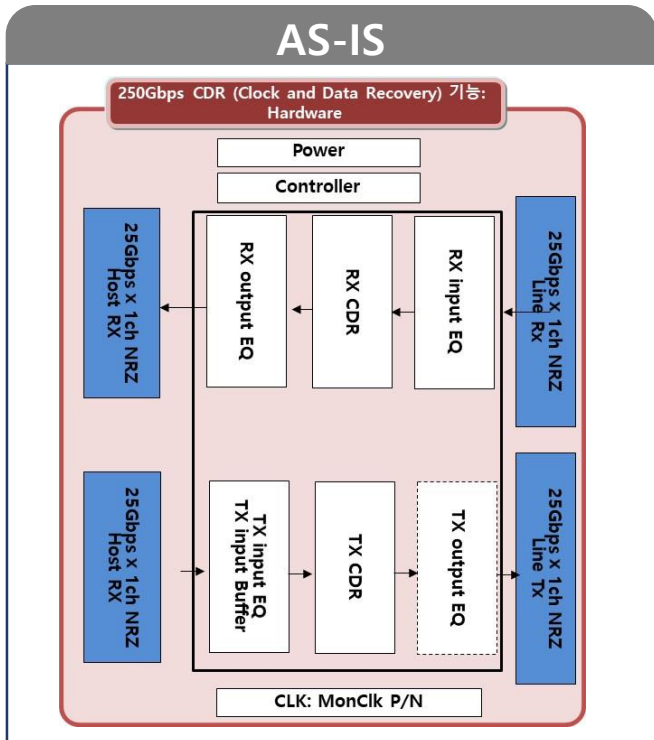 AS-IS
250Gbps CDR (Clock and Data Recovery) 기능:
Hardware
Power
Controller
25Gbps x 1ch NRZ
Host RX
RX output EQ
RX CDR
RX input EQ
25Gbps x 1ch NRZ
Line Rx
25Gbps x 1ch NRZ
Host RX
TX input EQ
TX input Buffer
TX CDR
TX output EQ
25Gbps x 1ch NRZ
Line Tx
CLK: MonClk P/N